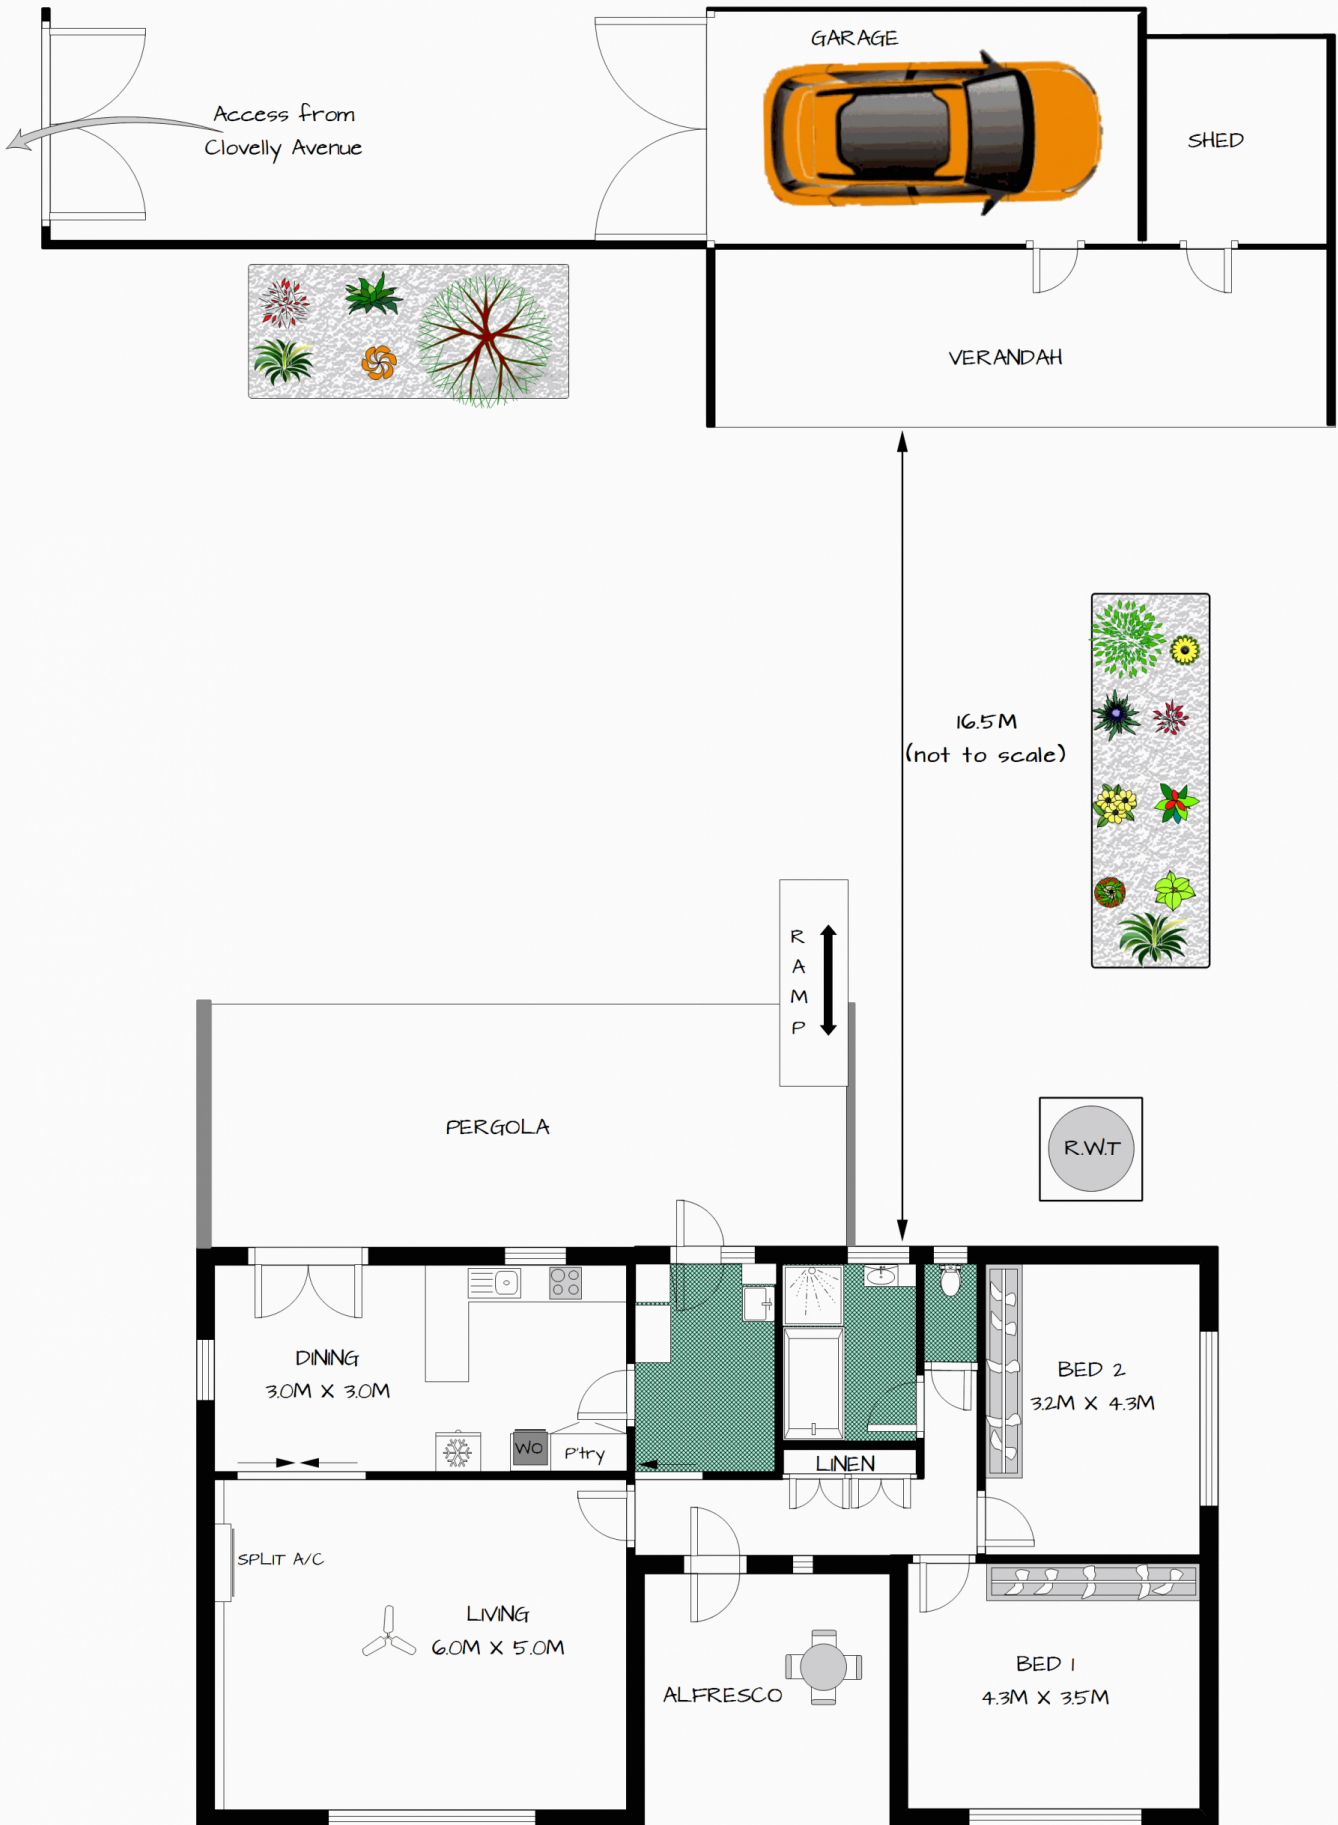 GARAGE
Access from
Clovelly Avenue
SHED
VERANDAH
16.5M
(not to scale)
R
A
M
P
PERGOLA
R.W.T
DINING
3.0M X 3.0M
BED 2
3.2M X 4.3M
WO
P'try
LINEN
SPLIT A/C
LIVING
6.0M X 5.0M
ALFRESCO
BED 1
4.3M X 3.5M